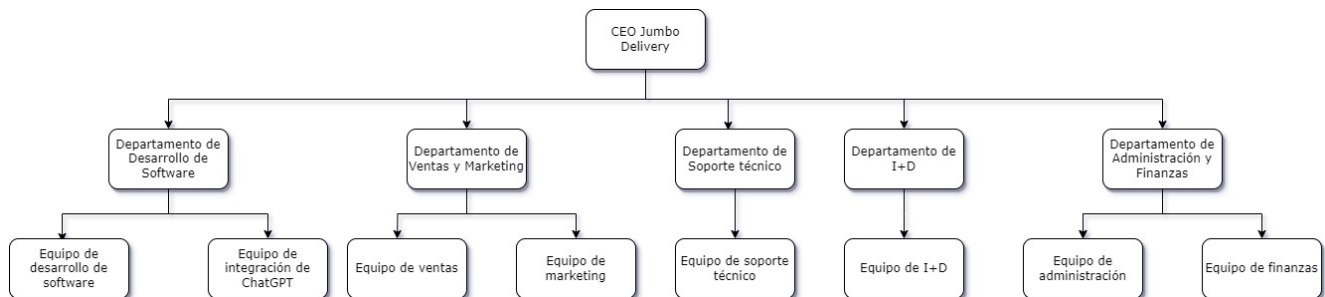 CEO Jumbo
Delivery
Departamento de
Desarrollo de
Software
Departamento de
Ventas y Marketing
Departamento de
Soporte técnico
Departamento de
I+D
Departamento de
Administración y
Finanzas
Equipo de
desarrollo de
software
Equipo de
integración de
ChatGPT
Equipo de ventas
Equipo de
marketing
Equipo de soporte
técnico
Equipo de I+D
Equipo de
administración
Equipo de finanzas